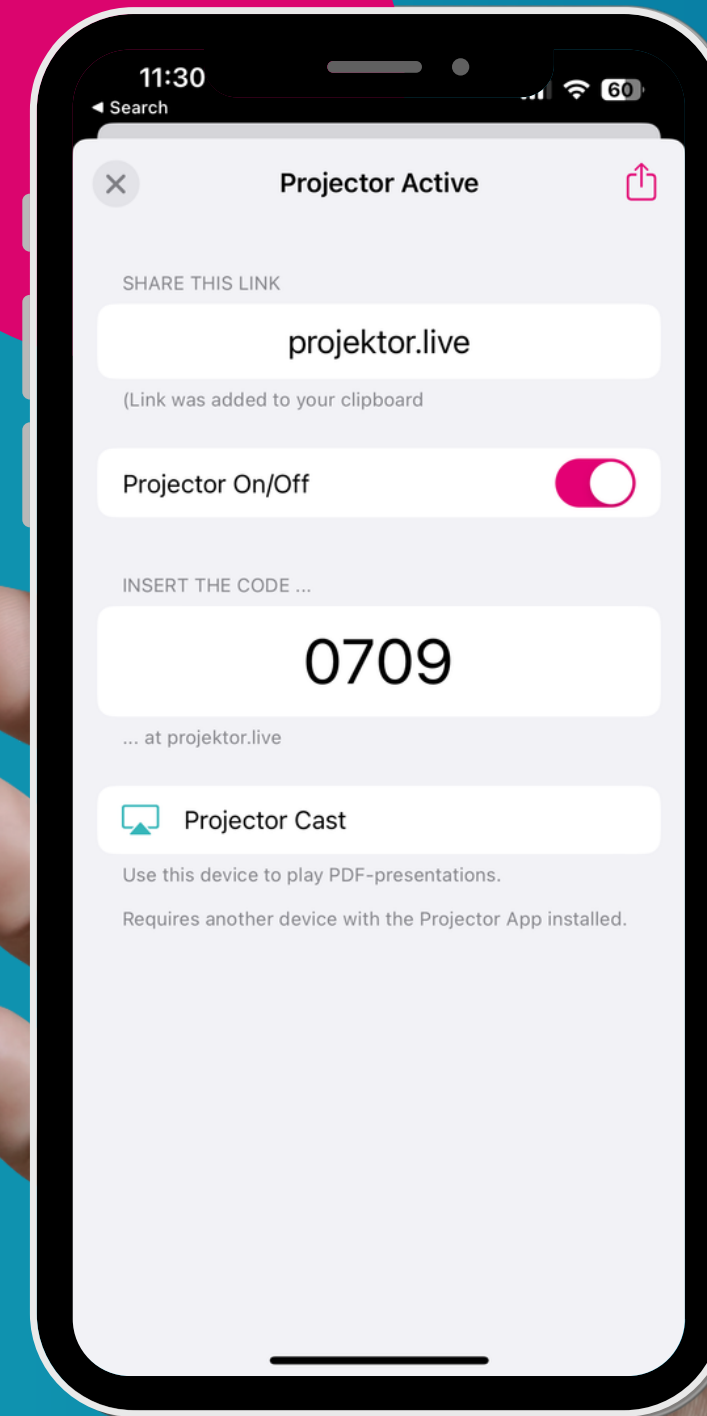 11:30
◀ Search
60
Projector Active
SHARE THIS LINK
projektor.live
(Link was added to your clipboard
Projector On/Off
INSERT THE CODE ...
0709
... at projektor.live
Projector Cast
Use this device to play PDF-presentations.
Requires another device with the Projector App installed.